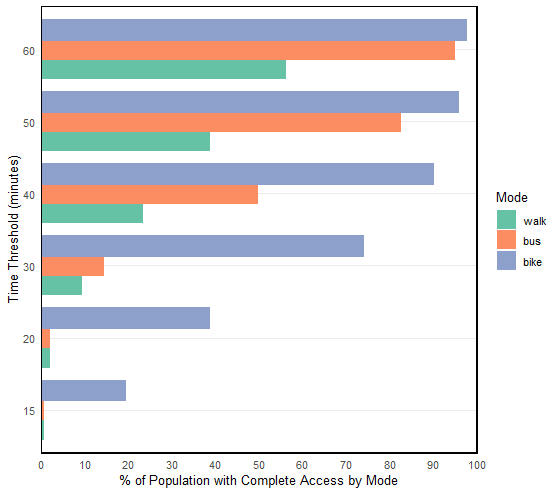 Time Threshold (minutes)
60
50
40
30
20
15
0 10 20 30 40 50 60 70 80 90 100
% of Population with Complete Access by Mode
Mode
walk
bus
bike